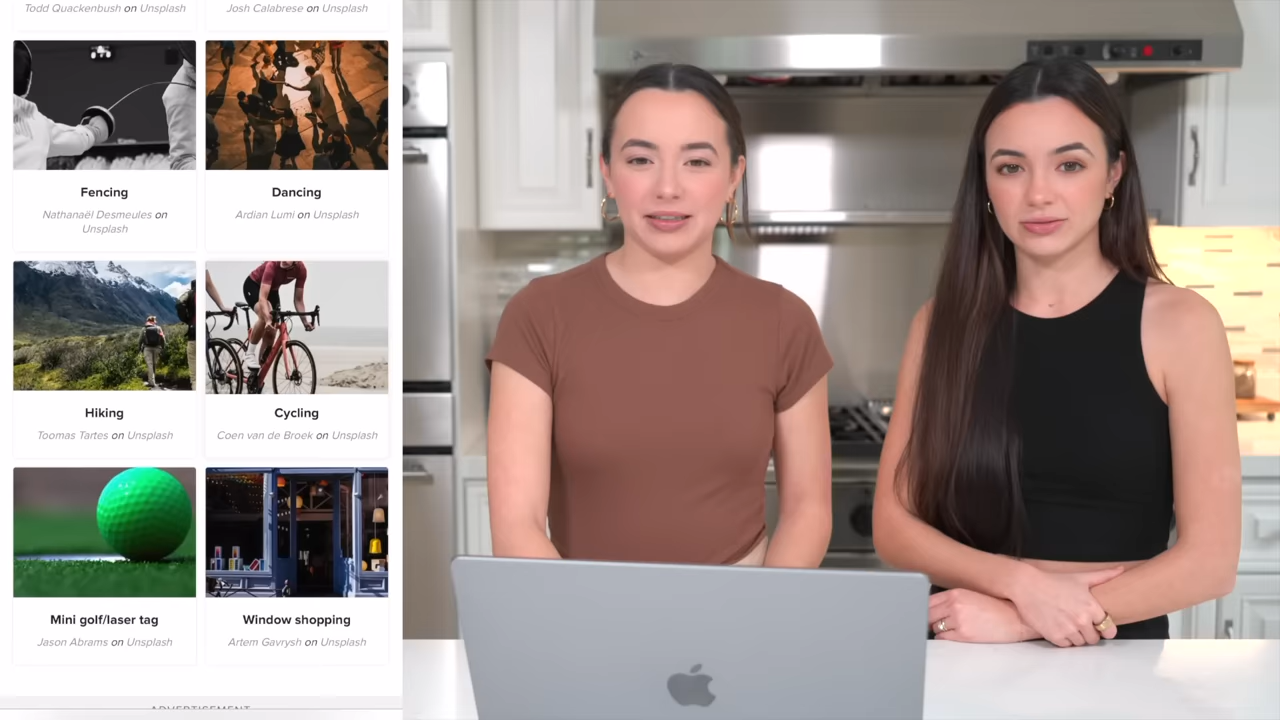 Todd Quackenbush on Unsplash
Josh Calabrese on Unsplash
Fencing
Dancing
Nathanaël Desmeules on
Unsplash
Ardian Lumi on Unsplash
Hiking
Cycling
Toomas Tartes on Unsplash
Coen van de Broek on Unsplash
Mini golf/laser tag
Window shopping
Jason Abrams on Unsplash
Artem Gavrysh on Unsplash
ADVERTISEMENT